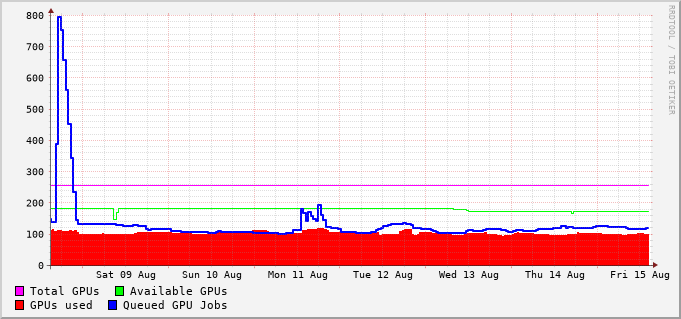 800
700
600
500
400
300
200
100
0
Sat 09 Aug Sun 10 Aug Mon 11 Aug Tue 12 Aug Wed 13 Aug Thu 14 Aug Fri 15 Aug
Total GPUs Available GPUs
GPUs used Queued GPU Jobs
RRDTOOL / TOBI OETIKER